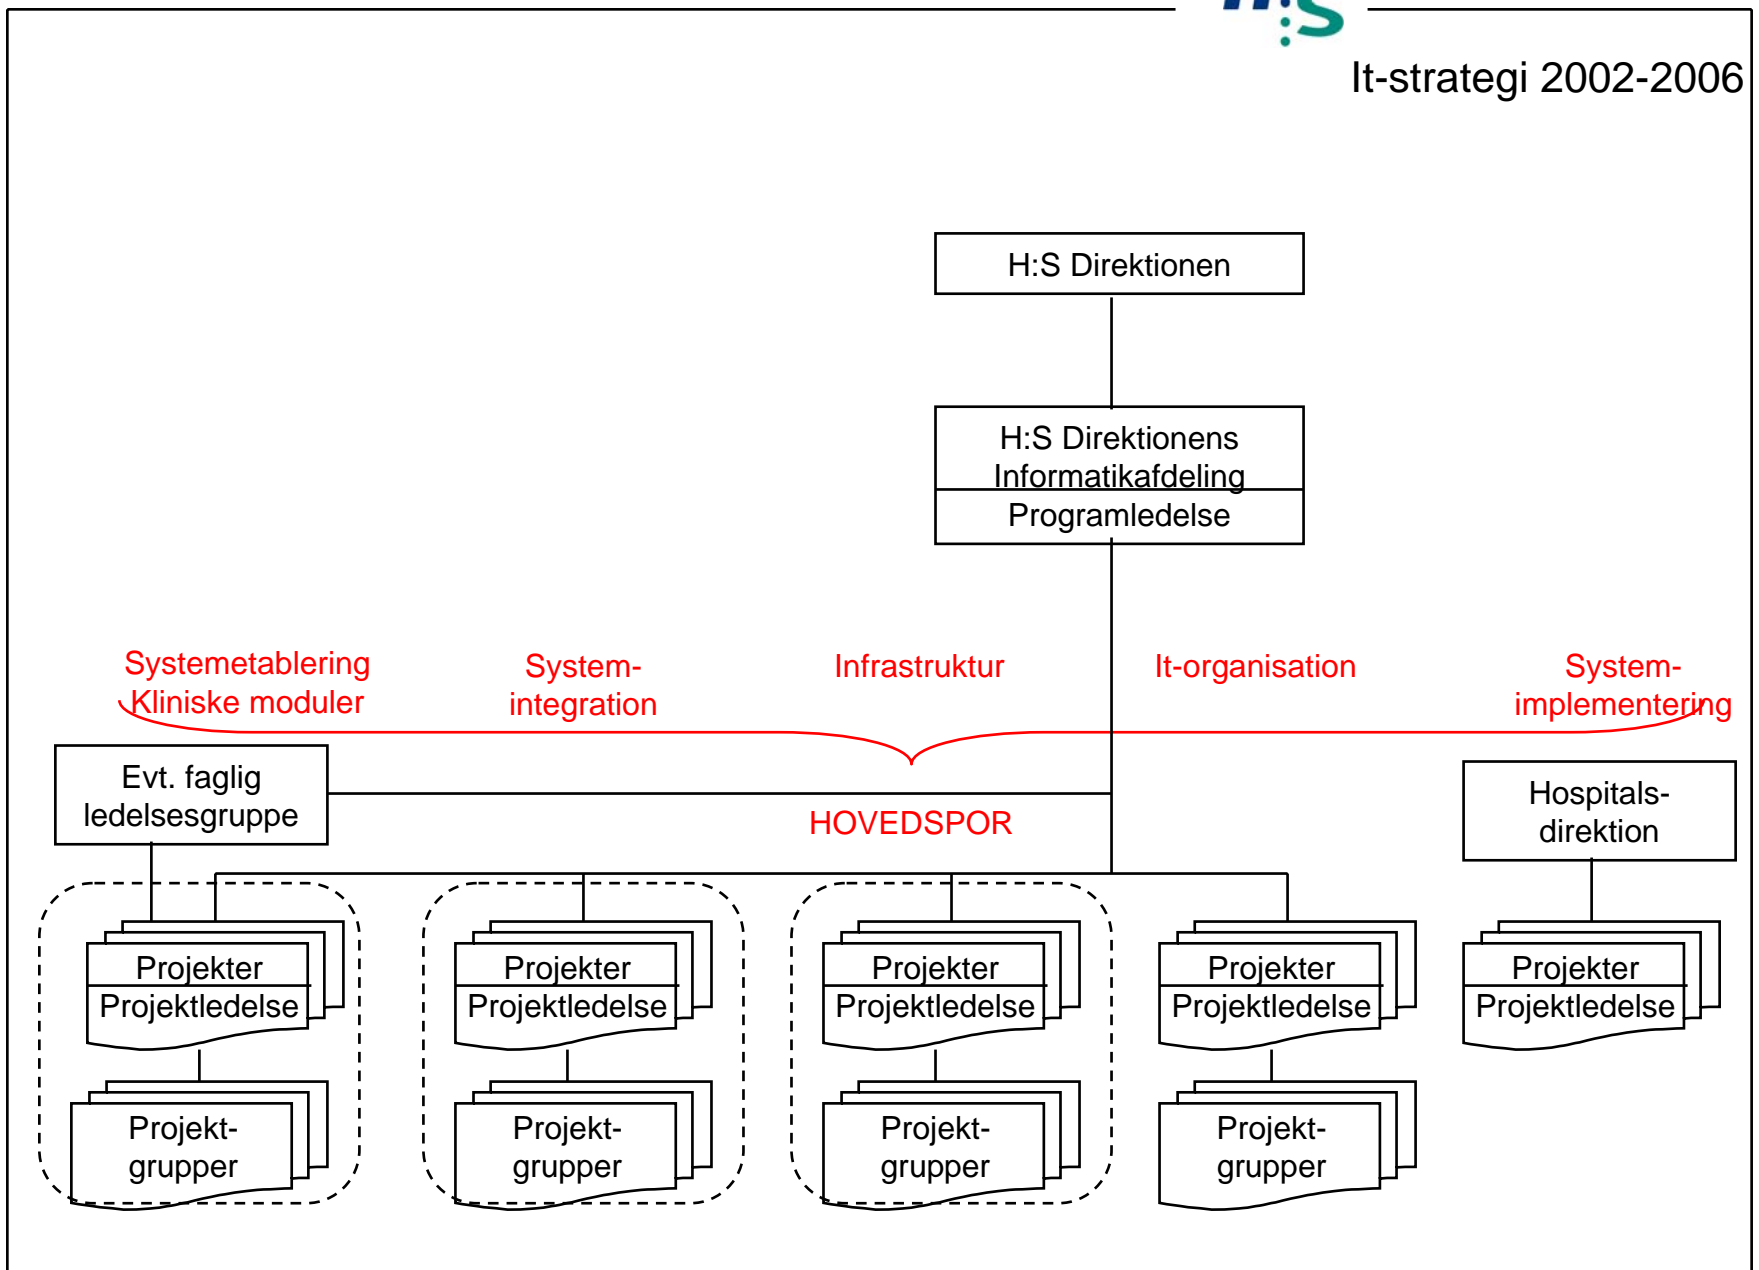 H:S
It-strategi 2002-2006
H:S Direktionen
H:S Direktionens
Informatikafdeling
Programledelse
Systemetablering
Kliniske moduler
System-
integration
Infrastruktur
It-organisation
System-
implementering
Evt. faglig
ledelsesgruppe
HOVEDSPOR
Hospitals-
direktion
Projekter
Projektledelse
Projekter
Projektledelse
Projekter
Projektledelse
Projekter
Projektledelse
Projekter
Projektledelse
Projekt-
grupper
Projekt-
grupper
Projekt-
grupper
Projekt-
grupper